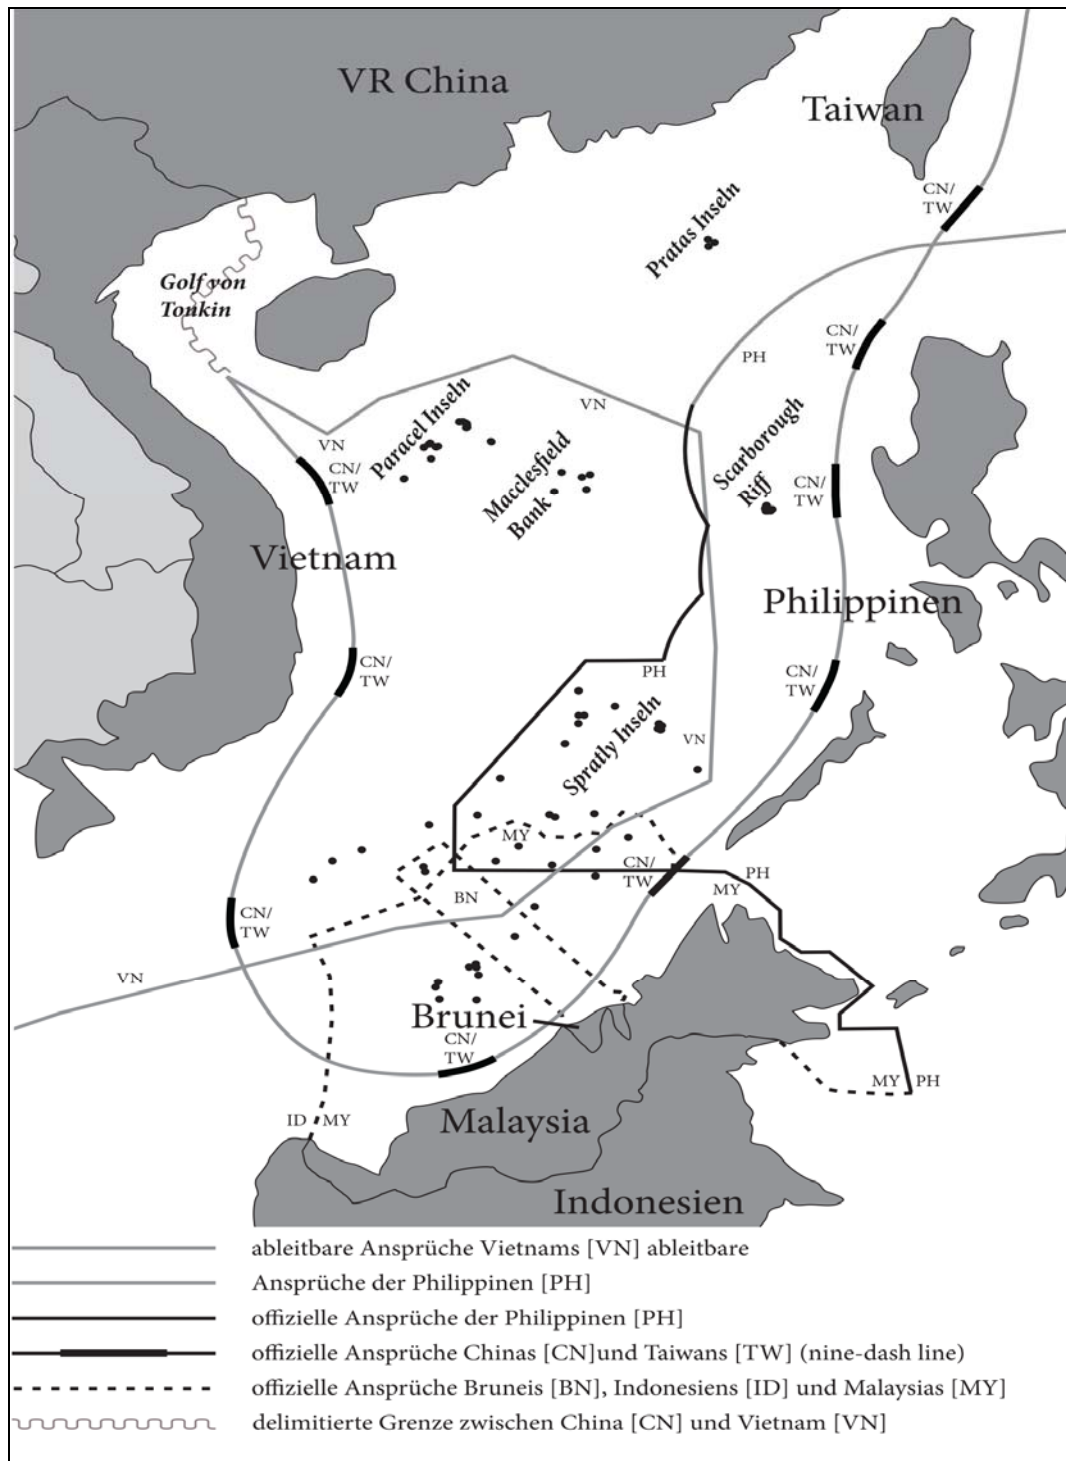 VR China
Taiwan
CN/
TW
Pratas Inseln
Golf von
Tonkin
CN/
TW
PH
VN
VN
Paracel Inseln
CN/
TW
Macclesfield
Bank
Scarborough
Riff
CN/
TW
Vietnam
Philippinen
CN/
TW
PH
CN/
TW
Spratly Inseln
VN
MY
CN/
TW
PH
MY
BN
CN/
TW
VN
Brunei
CN/
TW
MY
PH
ID
MY
Malaysia
Indonesien
ableitbare Ansprüche Vietnams [VN] ableitbare
Ansprüche der Philippinen [PH]
offizielle Ansprüche der Philippinen [PH]
offizielle Ansprüche Chinas [CN]und Taiwans [TW] (nine-dash line)
offizielle Ansprüche Bruneis [BN], Indonesiens [ID] und Malaysias [MY]
delimitierte Grenze zwischen China [CN] und Vietnam [VN]